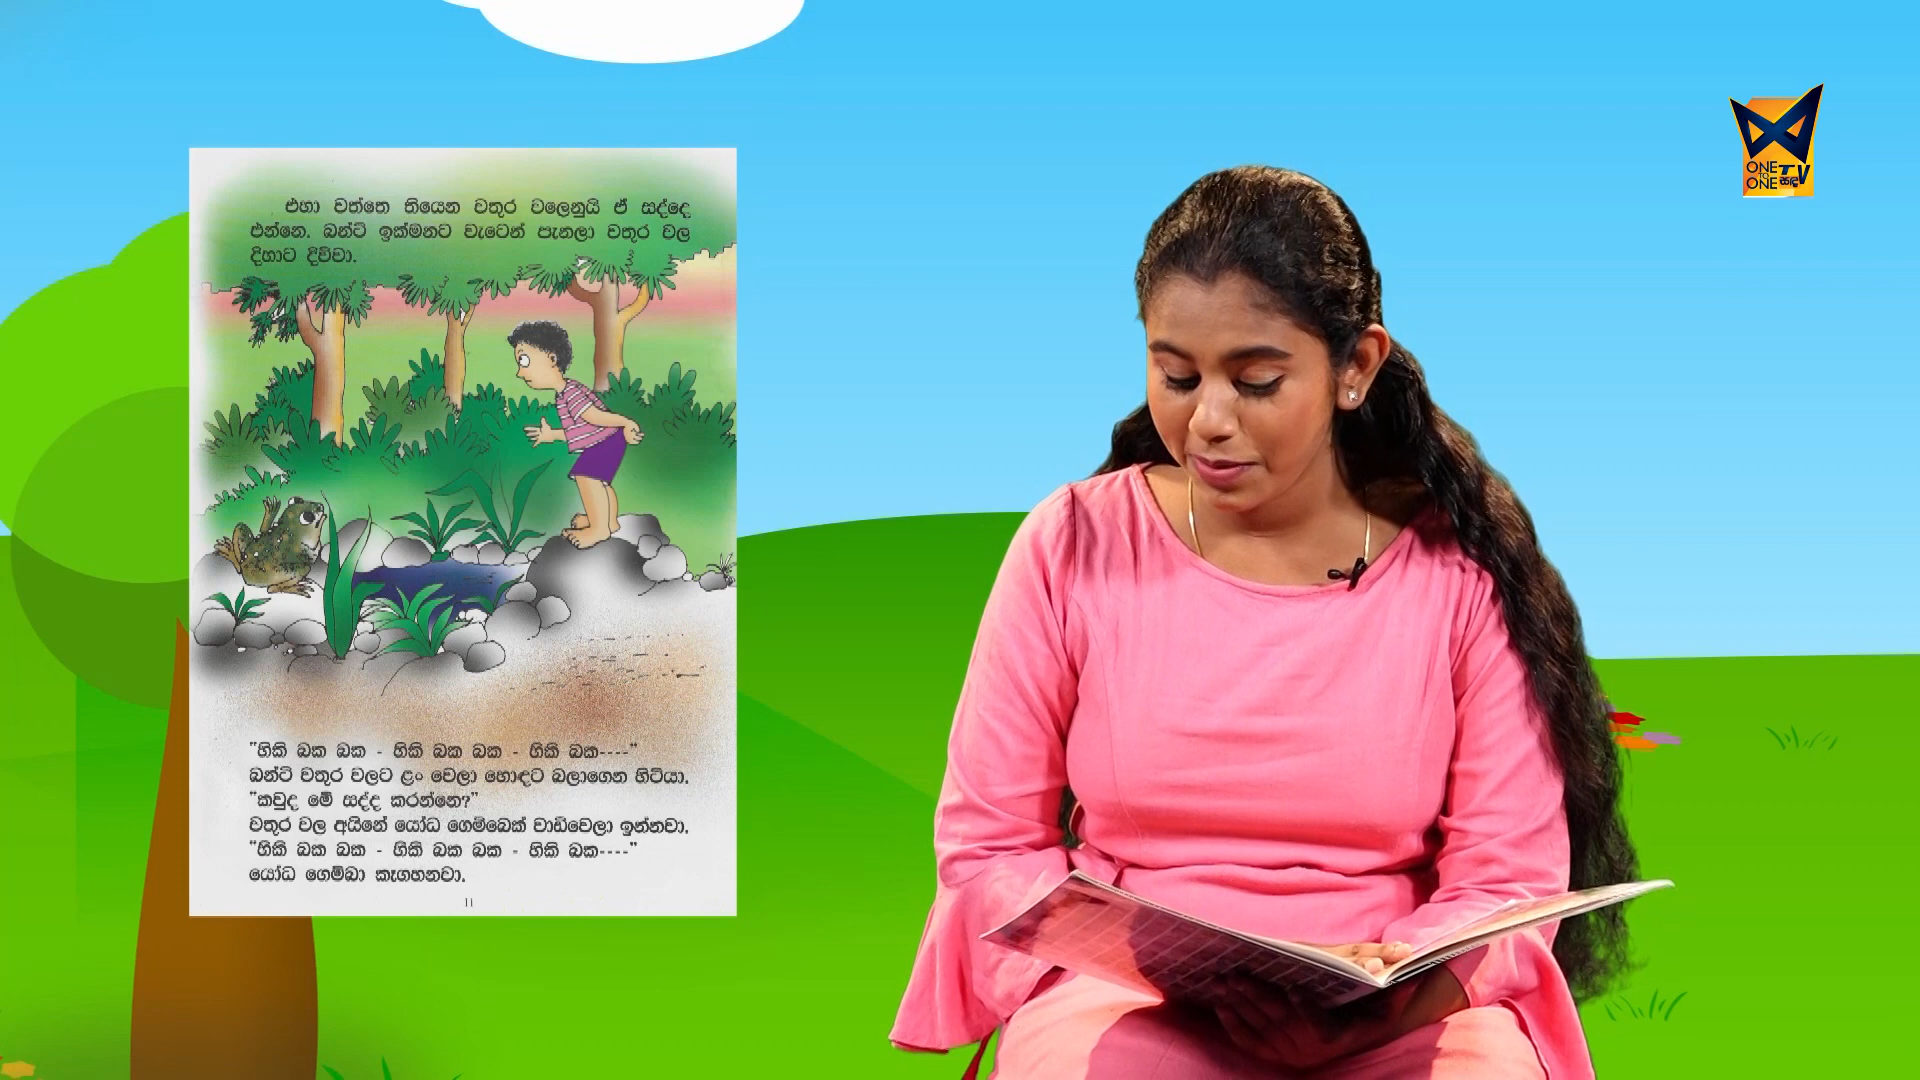 එහා වත්තෙ තියෙන වතුර වලෙනුයි ඒ සද්දෙ
එන්නෙ. බන්ටි ඉක්මනට වැටෙන් පැනලා වතුර වල
දිහාට දිව්වා.
"හිකි බක බක - හිකි බක බක - හිකි බක----"
බන්ටි වතුර වලට ළං වෙලා හොඳට බලාගෙන හිටියා.
"කවුද මේ සද්ද කරන්නෙ?"
වතුර වල අයිනේ යෝධ ගෙම්බෙක් වාඩිවෙලා ඉන්නවා.
"හිකි බක බක - ගිකි බක බක - හිකි බක----"
යෝධ ගෙම්බා කෑගහනවා.
11
ONE
TO
ONE
TV
සඳ